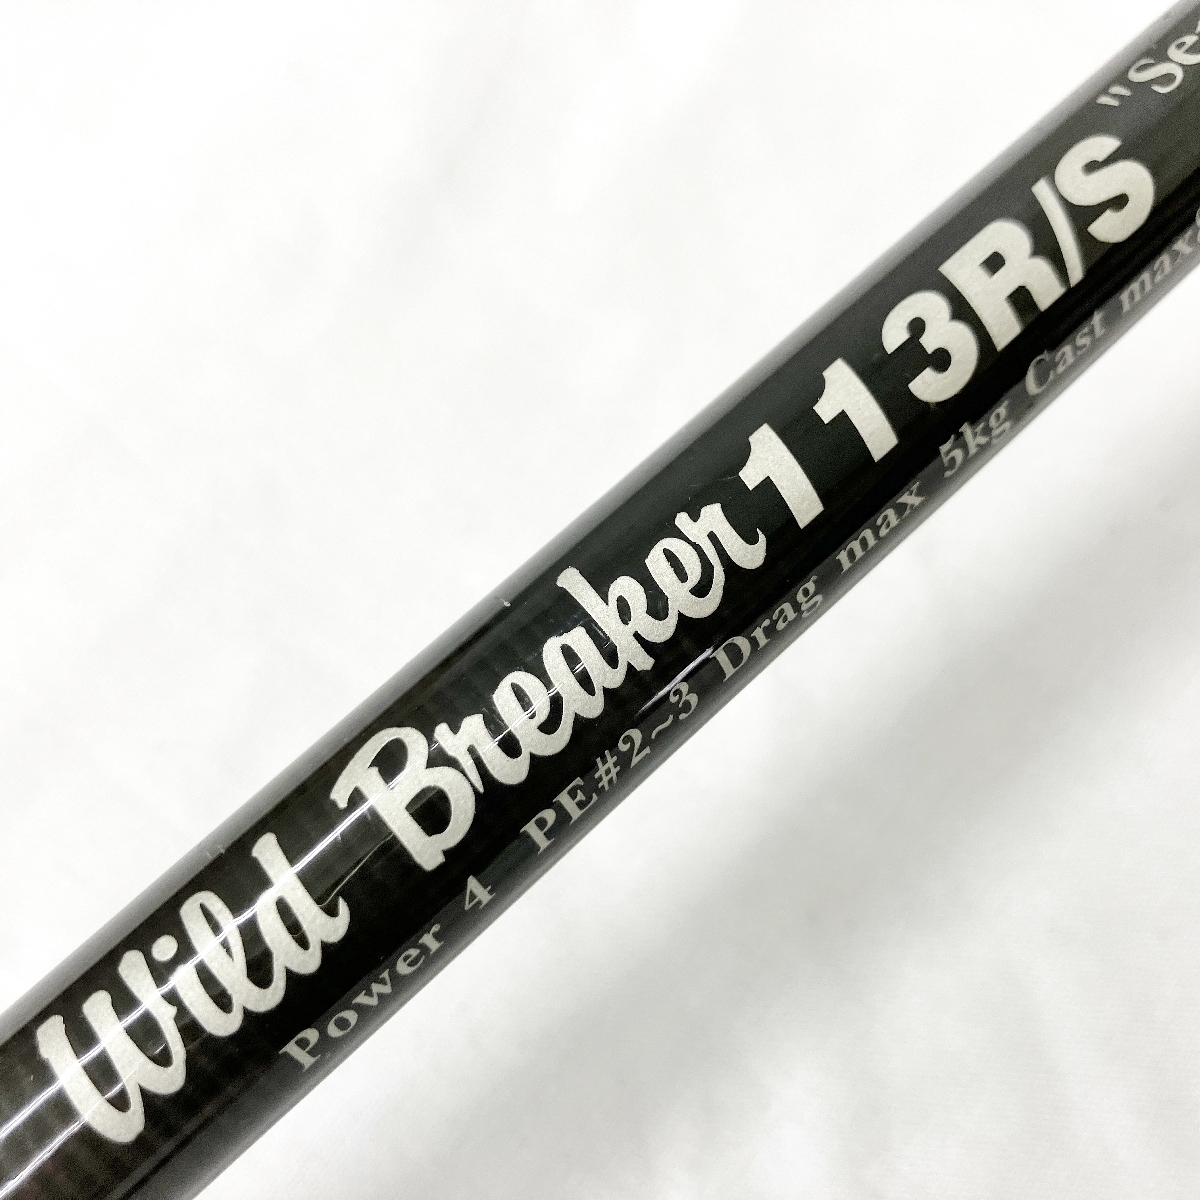 Wild Breaker 113R/S
Power 4 PE#2~3 Drag max 5kg Cast max